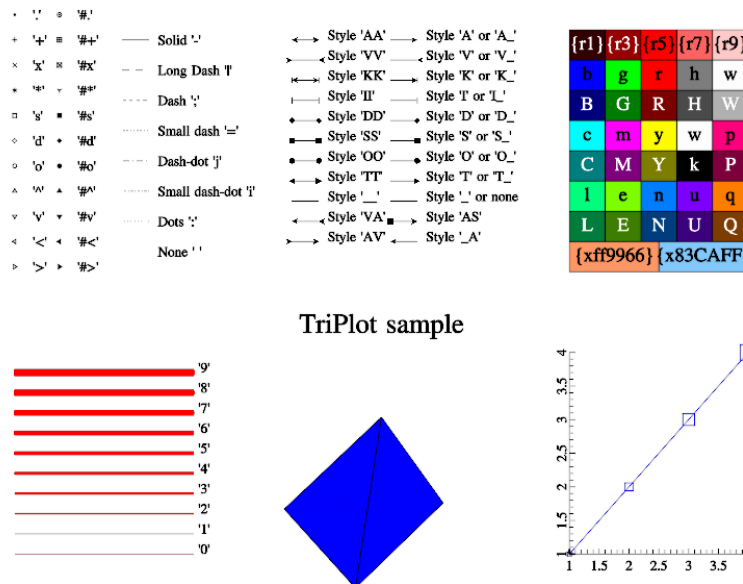 '.' '#.'
'+' '#+'
'x' '#x'
'*' '#*'
's' '#s'
'd' '#d'
'o' '#o'
'^' '#^'
'v' '#v'
'<' '#<'
'>' '#>'
Solid '-'
Long Dash '|'
Dash ';'
Small dash '='
Dash-dot 'j'
Small dash-dot 'i'
Dots ':'
None ' '
Style 'AA' Style 'A' or 'A_'
Style 'VV' Style 'V' or 'V_'
Style 'KK' Style 'K' or 'K_'
Style 'II' Style 'I' or 'I_'
Style 'DD' Style 'D' or 'D_'
Style 'SS' Style 'S' or 'S_'
Style 'OO' Style 'O' or 'O_'
Style 'TT' Style 'T' or 'T_'
Style '__' Style '_' or none
Style 'VA' Style 'AS'
Style 'AV' Style '_A'
{r1} {r3} {r5} {r7} {r9}
b g r h w
B G R H W
c m y w p
C M Y k P
l e n u q
L E N U Q
{xff9966} {x83CAFF
TriPlot sample
'9'
'8'
'7'
'6'
'5'
'4'
'3'
'2'
'1'
'0'
4
3.5
3
2.5
2
1.5
1
1 1.5 2 2.5 3 3.5